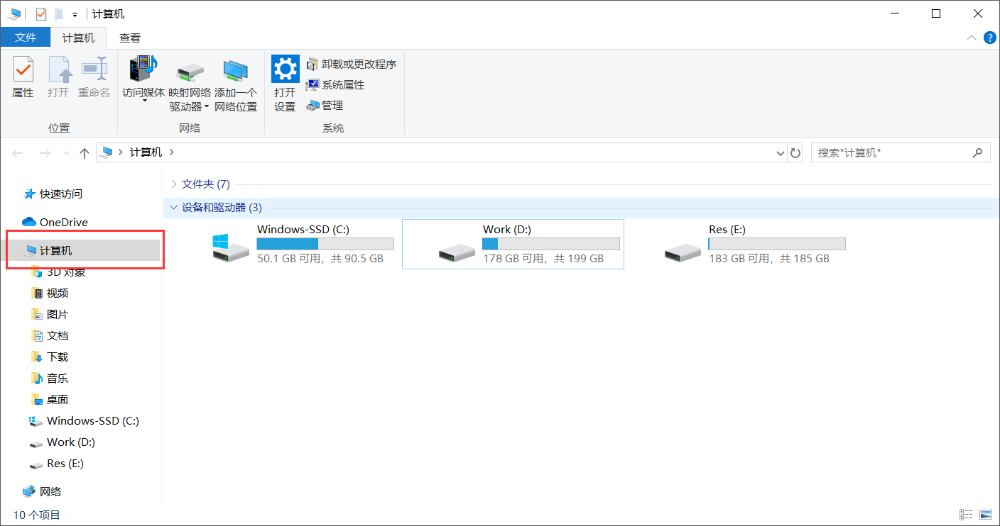 计算机
文件 计算机 查看
属性 打开 重命名 访问媒体 映射网络驱动器 添加一个网络位置 打开设置 卸载或更改程序
系统属性
管理
位置 网络 系统
计算机
搜索"计算机"
快速访问
OneDrive
计算机
3D 对象
视频
图片
文档
下载
音乐
桌面
Windows-SSD (C:)
Work (D:)
Res (E:)
网络
文件夹 (7)
设备和驱动器 (3)
Windows-SSD (C:)
50.1 GB 可用，共 90.5 GB
Work (D:)
178 GB 可用，共 199 GB
Res (E:)
183 GB 可用，共 185 GB
10 个项目